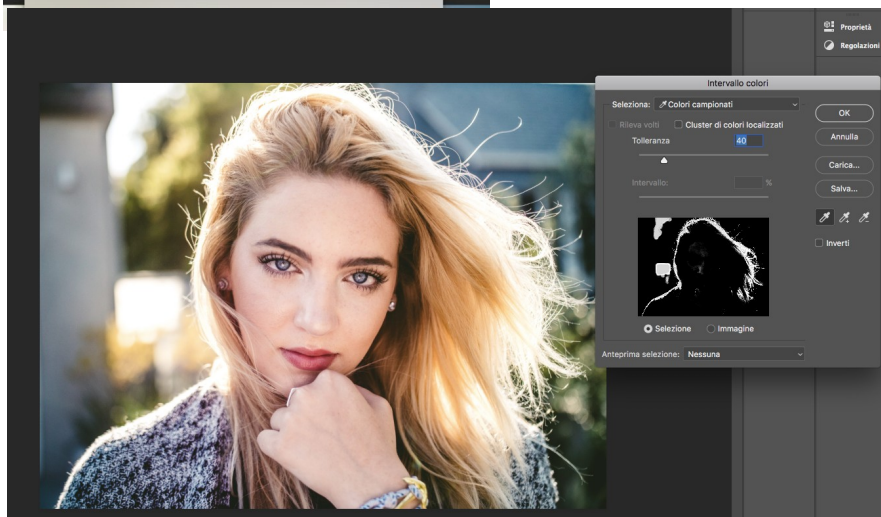 Proprietà
Regolazioni
Intervallo colori
Seleziona: Colori campionati
Rileva volti Cluster di colori localizzati
Tolleranza 40
Intervallo: %
OK
Annulla
Carica...
Salva...
Inverti
Selezione Immagine
Anteprima selezione: Nessuna